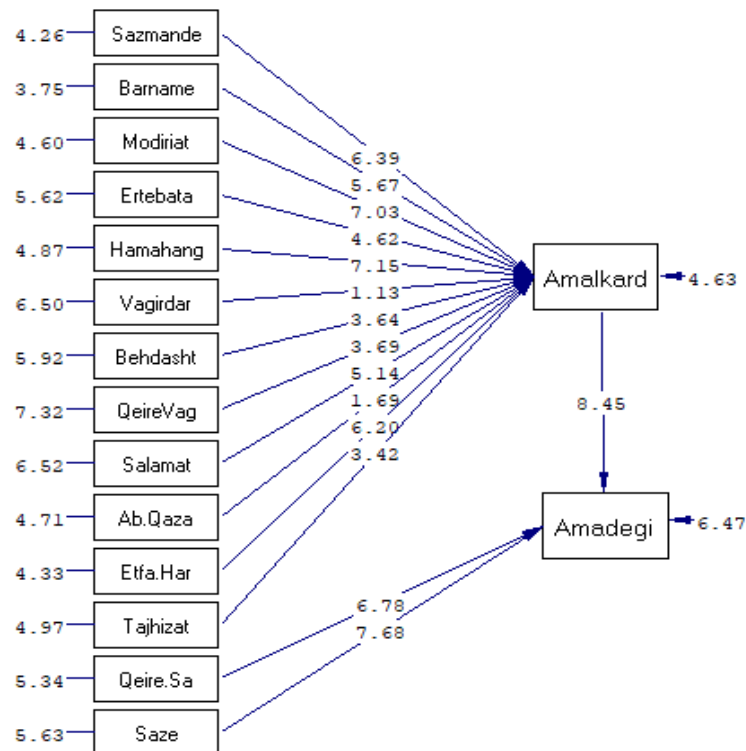 4.26 Sazmande
3.75 Barname
4.60 Modiriat
6.39
5.67
5.62 Ertebata
7.03
4.62
4.87 Hamahang
7.15
Amalkard 4.63
6.50 Vagirdar
1.13
3.64
5.92 Behdasht
3.69
5.14
7.32 QeireVag
1.69
8.45
6.20
6.52 Salamat
3.42
4.71 Ab.Qaza
Amadegi 6.47
4.33 Etfa.Har
4.97 Tajhizat
6.78
7.68
5.34 Qeire.Sa
5.63 Saze